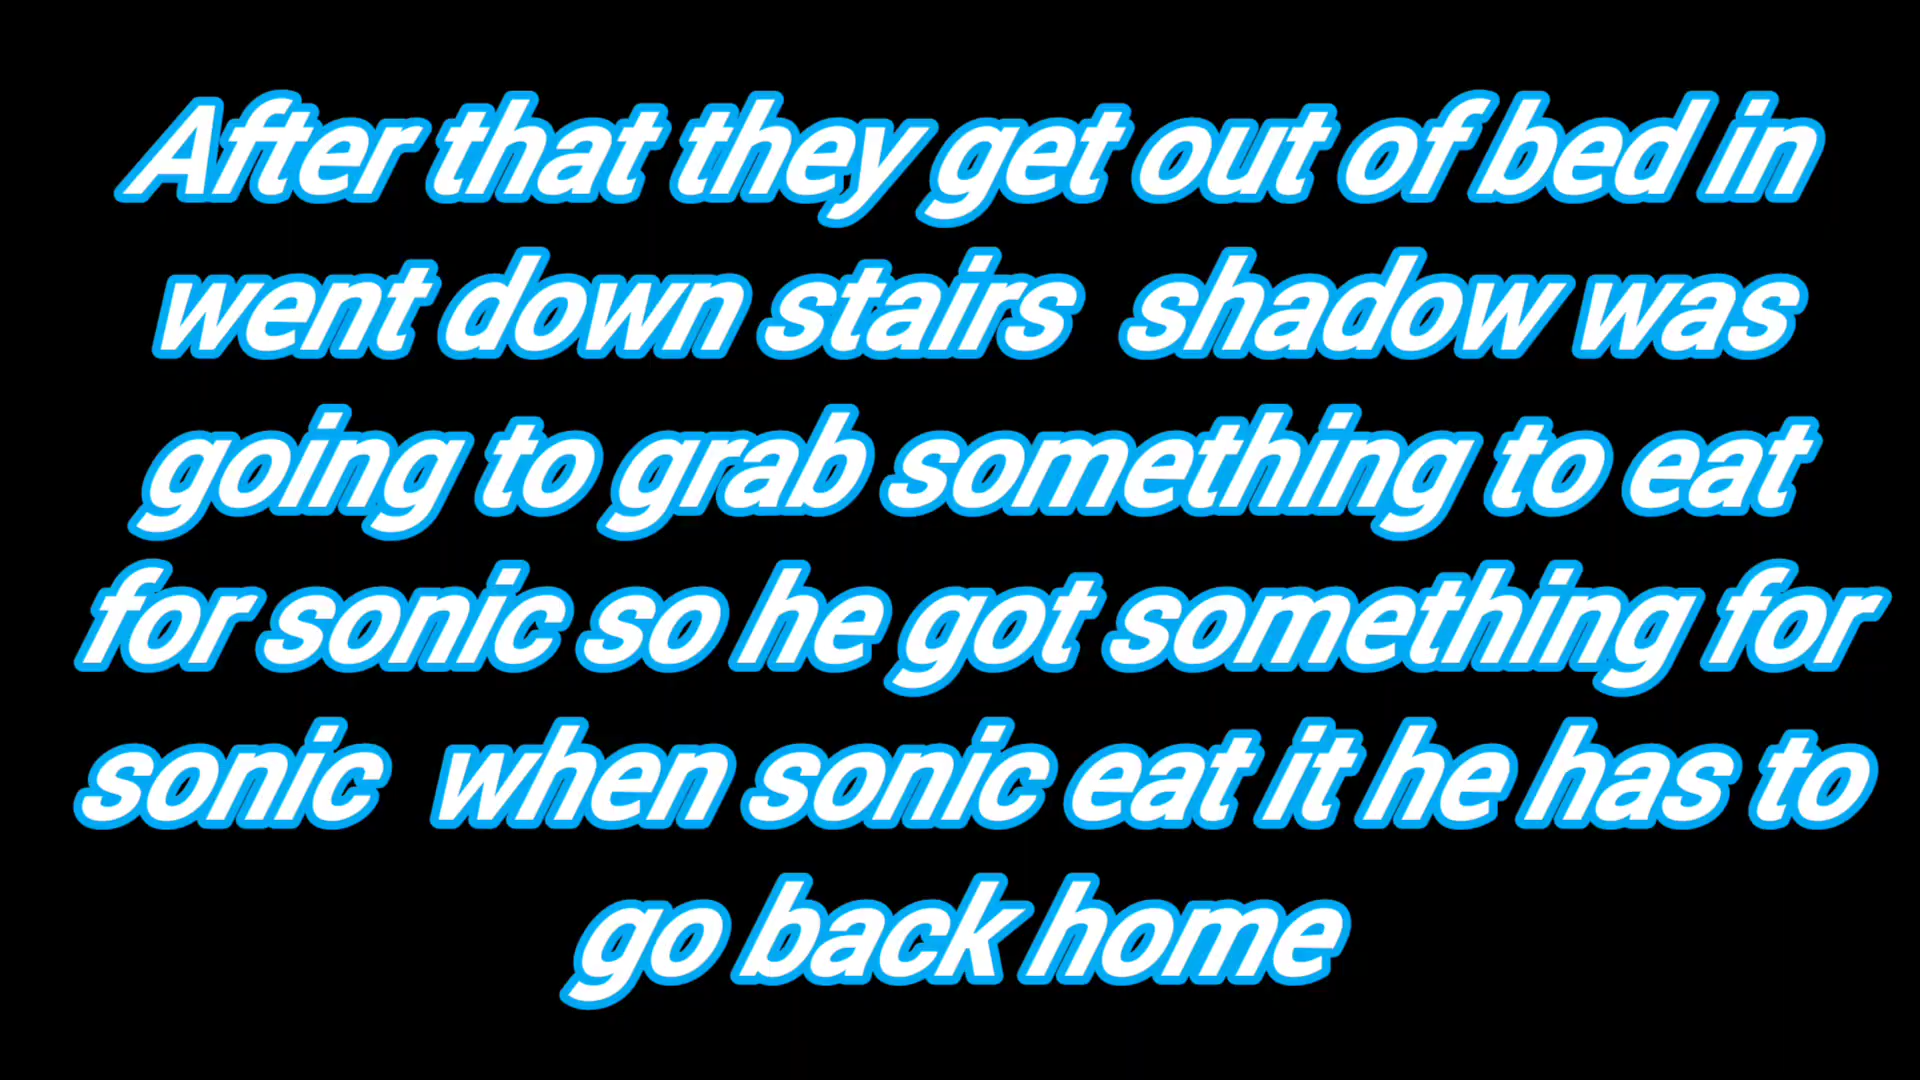 After that they get out of bed in
went down stairs  shadow was
going to grab something to eat
for sonic so he got something for
sonic  when sonic eat it he has to
go back home